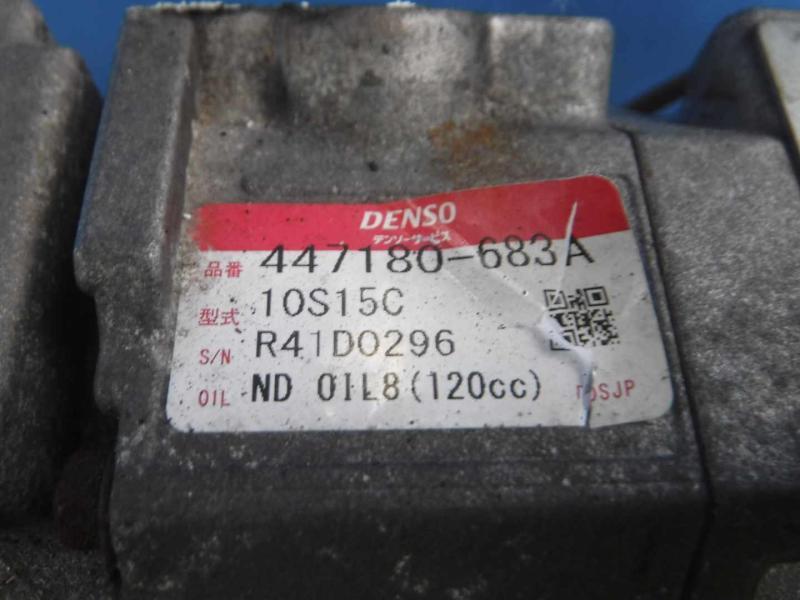 DENSO
デンソーサービス
品番 447180-683A
型式 10S15C
S/N R41D0296
OIL ND OIL8(120cc)